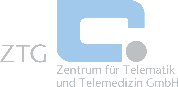 ZTG
Zentrum für Telematik
und Telemedizin GmbH